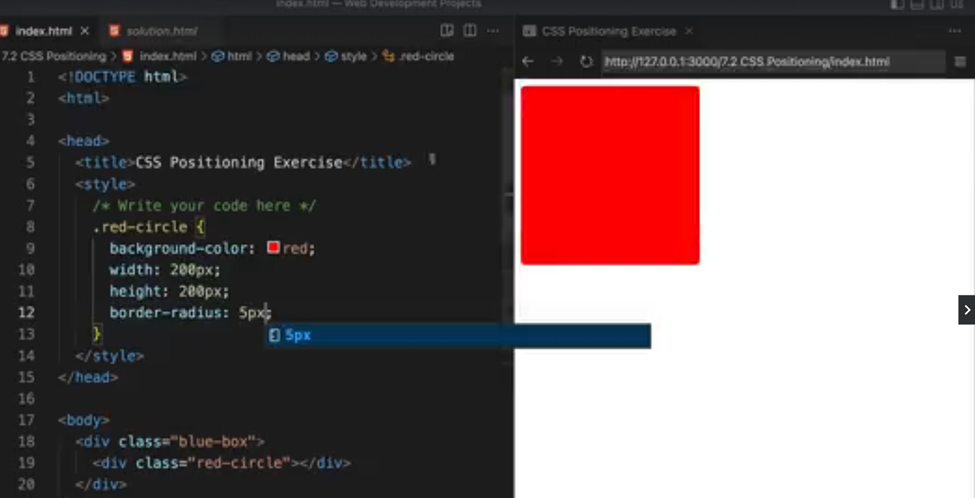 index.html — Web Development Projects
index.html × solution.html ...
7.2 CSS Positioning > index.html > html > head > style > .red-circle
1 <!DOCTYPE html>
2 <html>
3
4 <head>
5 <title>CSS Positioning Exercise</title>
6 <style>
7 /* Write your code here */
8 .red-circle {
9 background-color: red;
10 width: 200px;
11 height: 200px;
12 border-radius: 5px;
5px
13 }
14 </style>
15 </head>
16
17 <body>
18 <div class="blue-box">
19 <div class="red-circle"></div>
20 </div>
CSS Positioning Exercise ×
http://127.0.0.1:3000/7.2 CSS Positioning/index.html